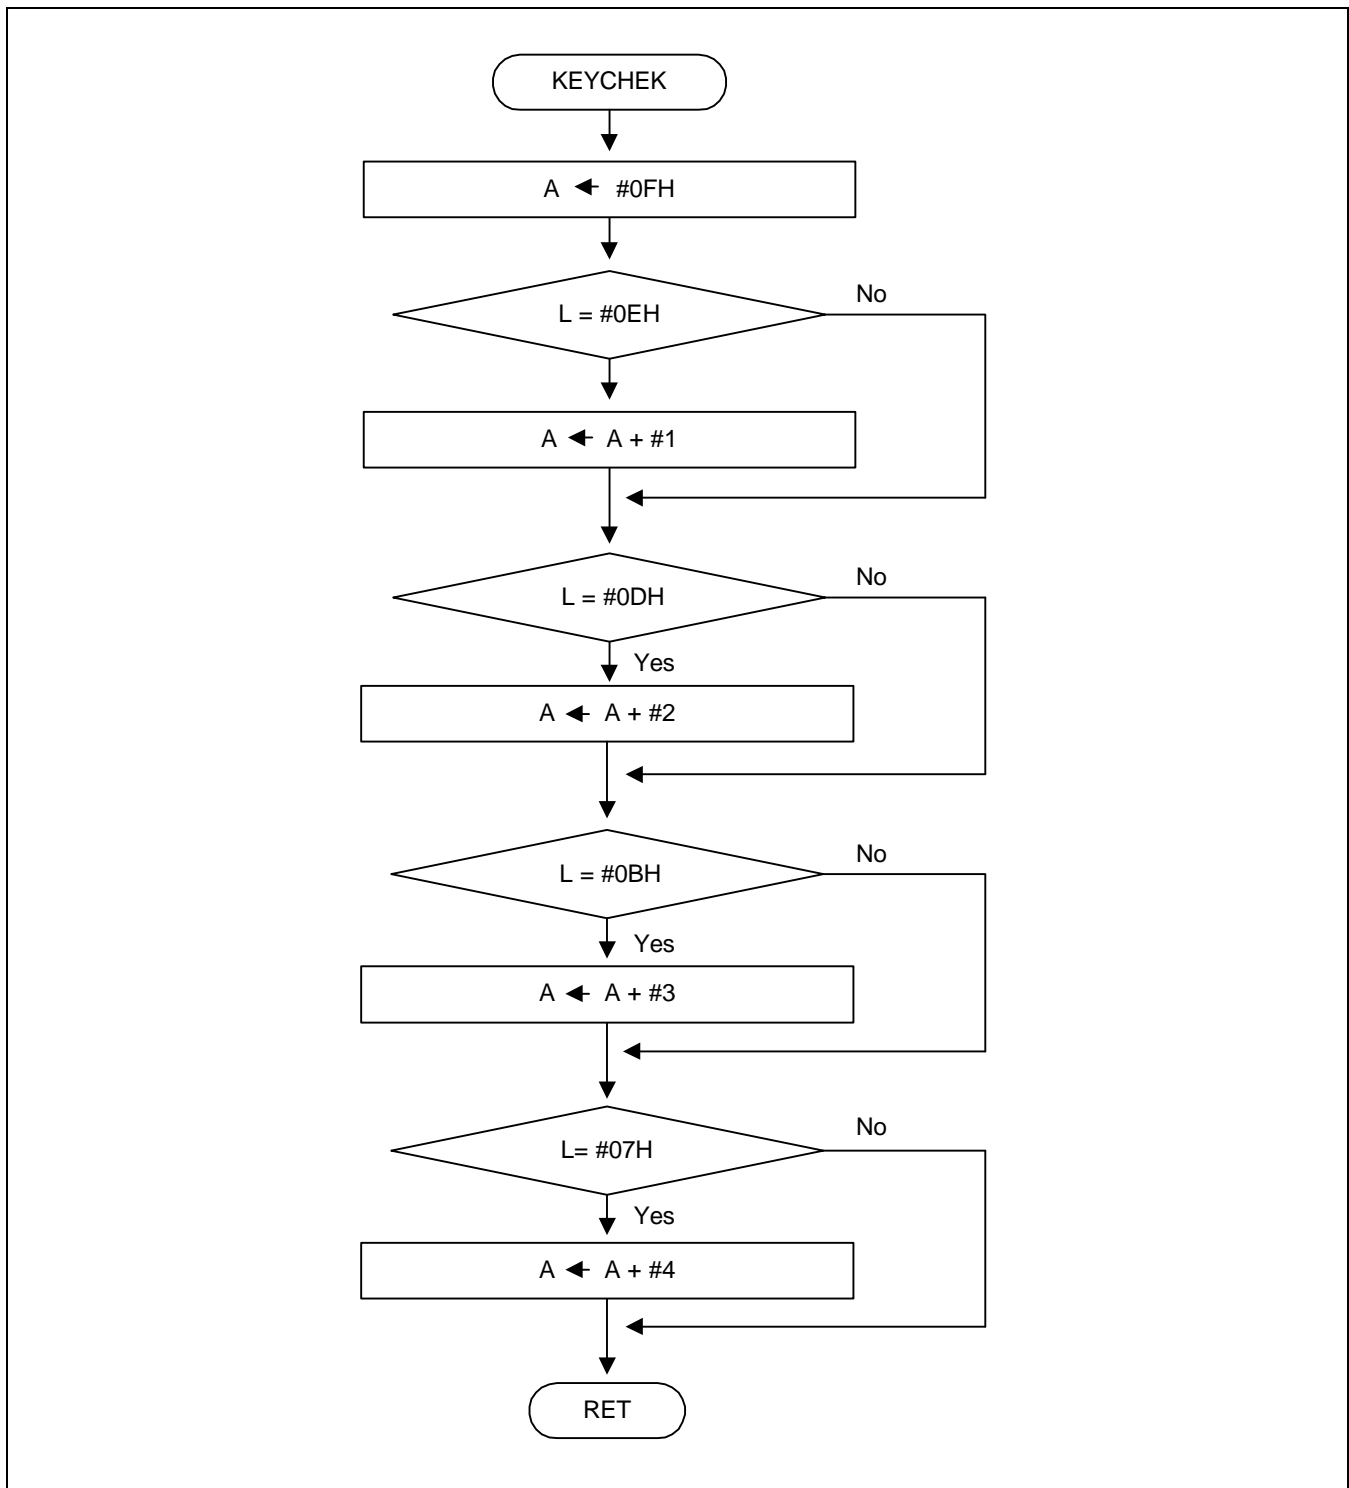 KEYCHEK
A ← #0FH
L = #0EH
No
A ← A + #1
L = #0DH
No
Yes
A ← A + #2
L = #0BH
No
Yes
A ← A + #3
L= #07H
No
Yes
A ← A + #4
RET